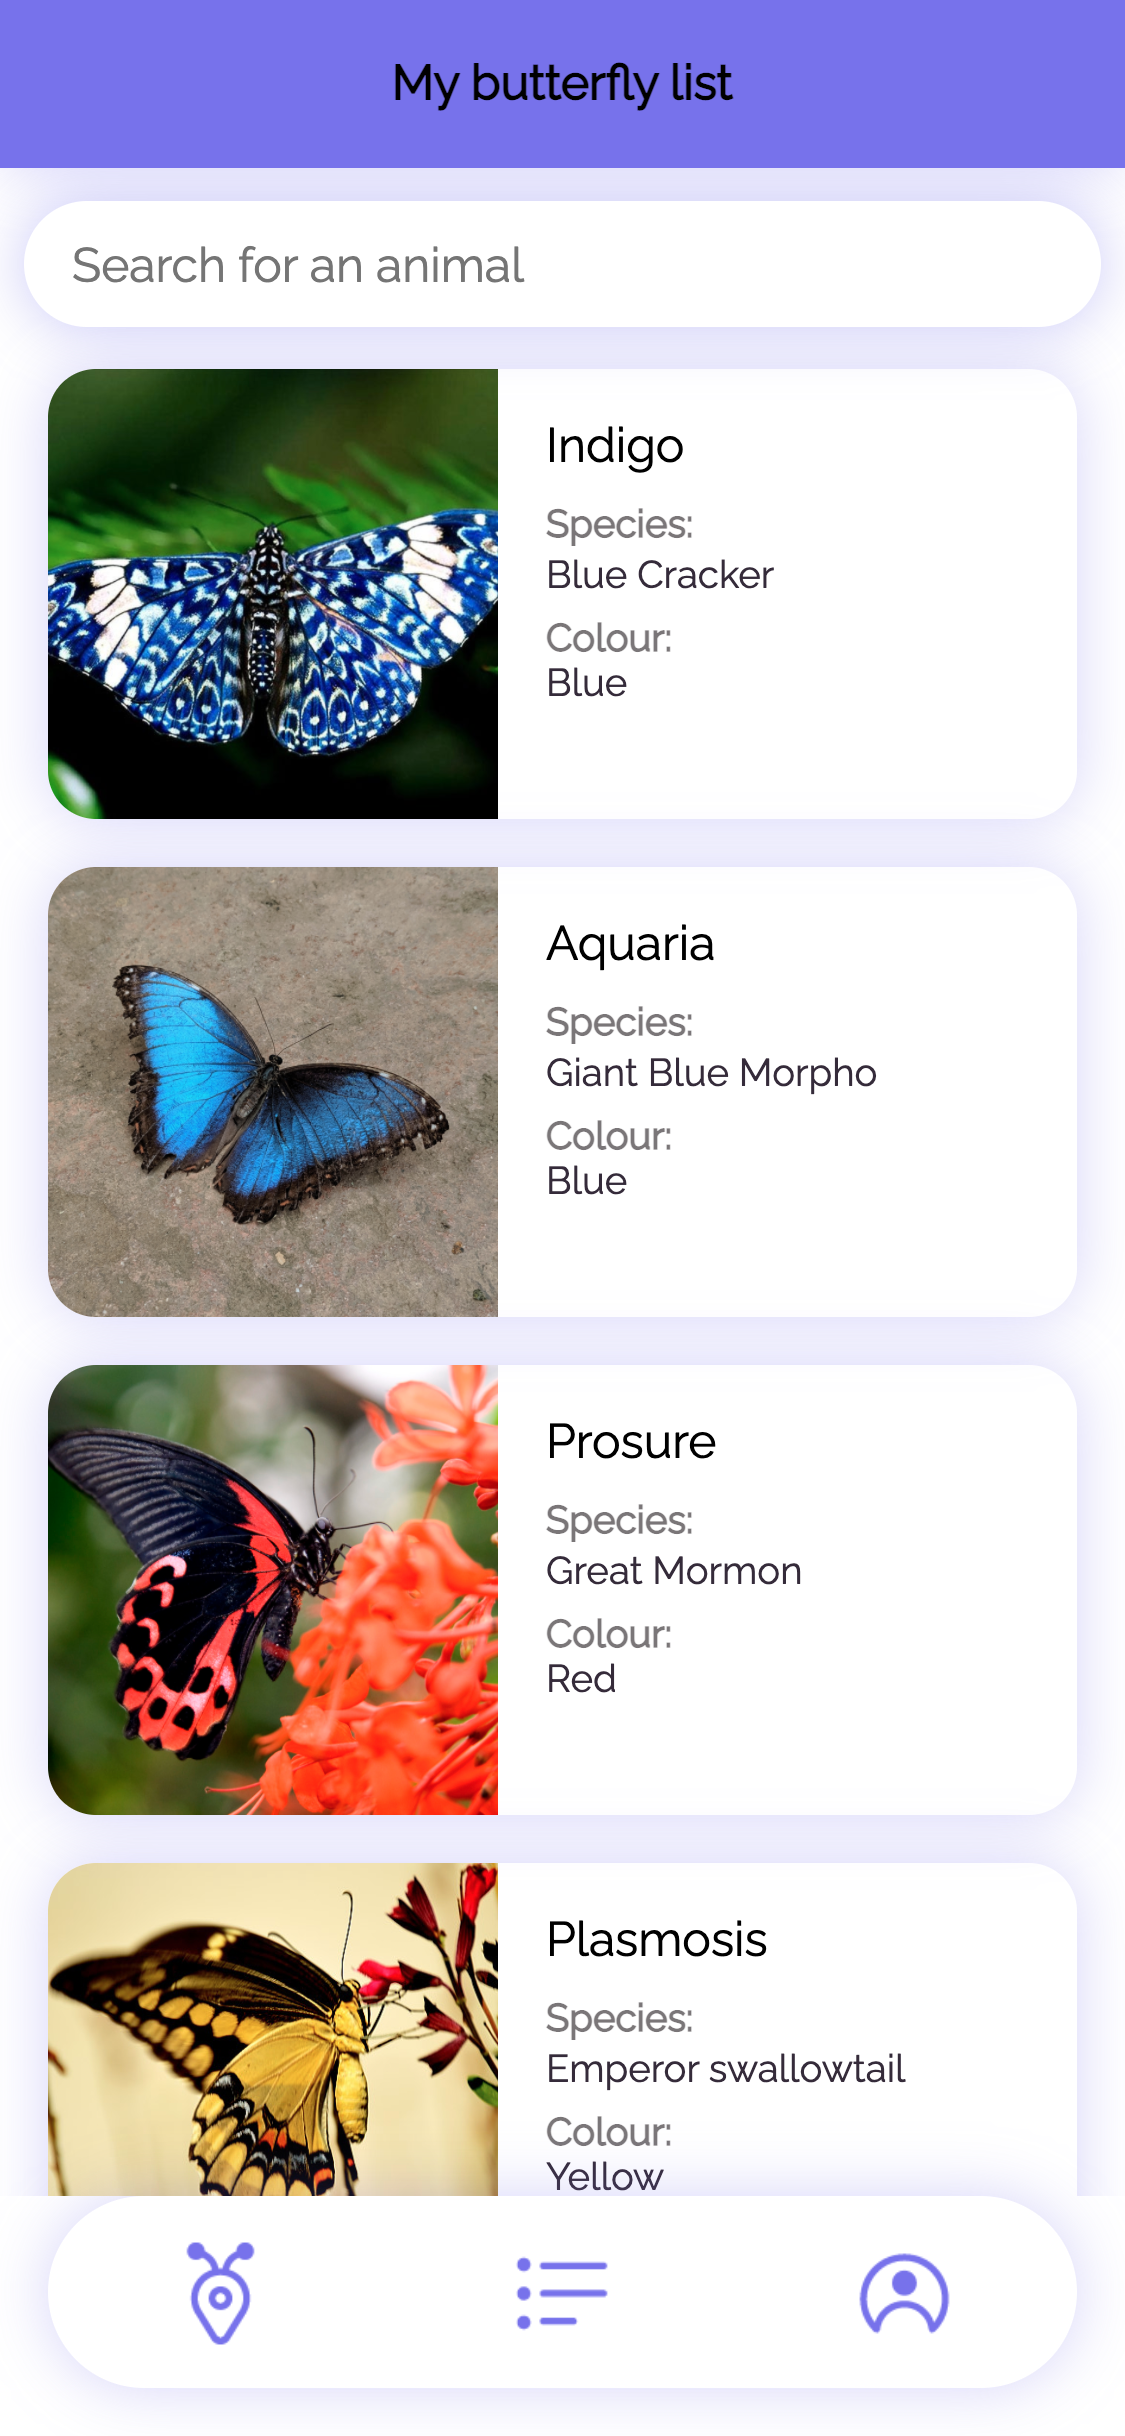 My butterfly list
Search for an animal
Indigo
Species:
Blue Cracker
Colour:
Blue
Aquaria
Species:
Giant Blue Morpho
Colour:
Blue
Prosure
Species:
Great Mormon
Colour:
Red
Plasmosis
Species:
Emperor swallowtail
Colour:
Yellow